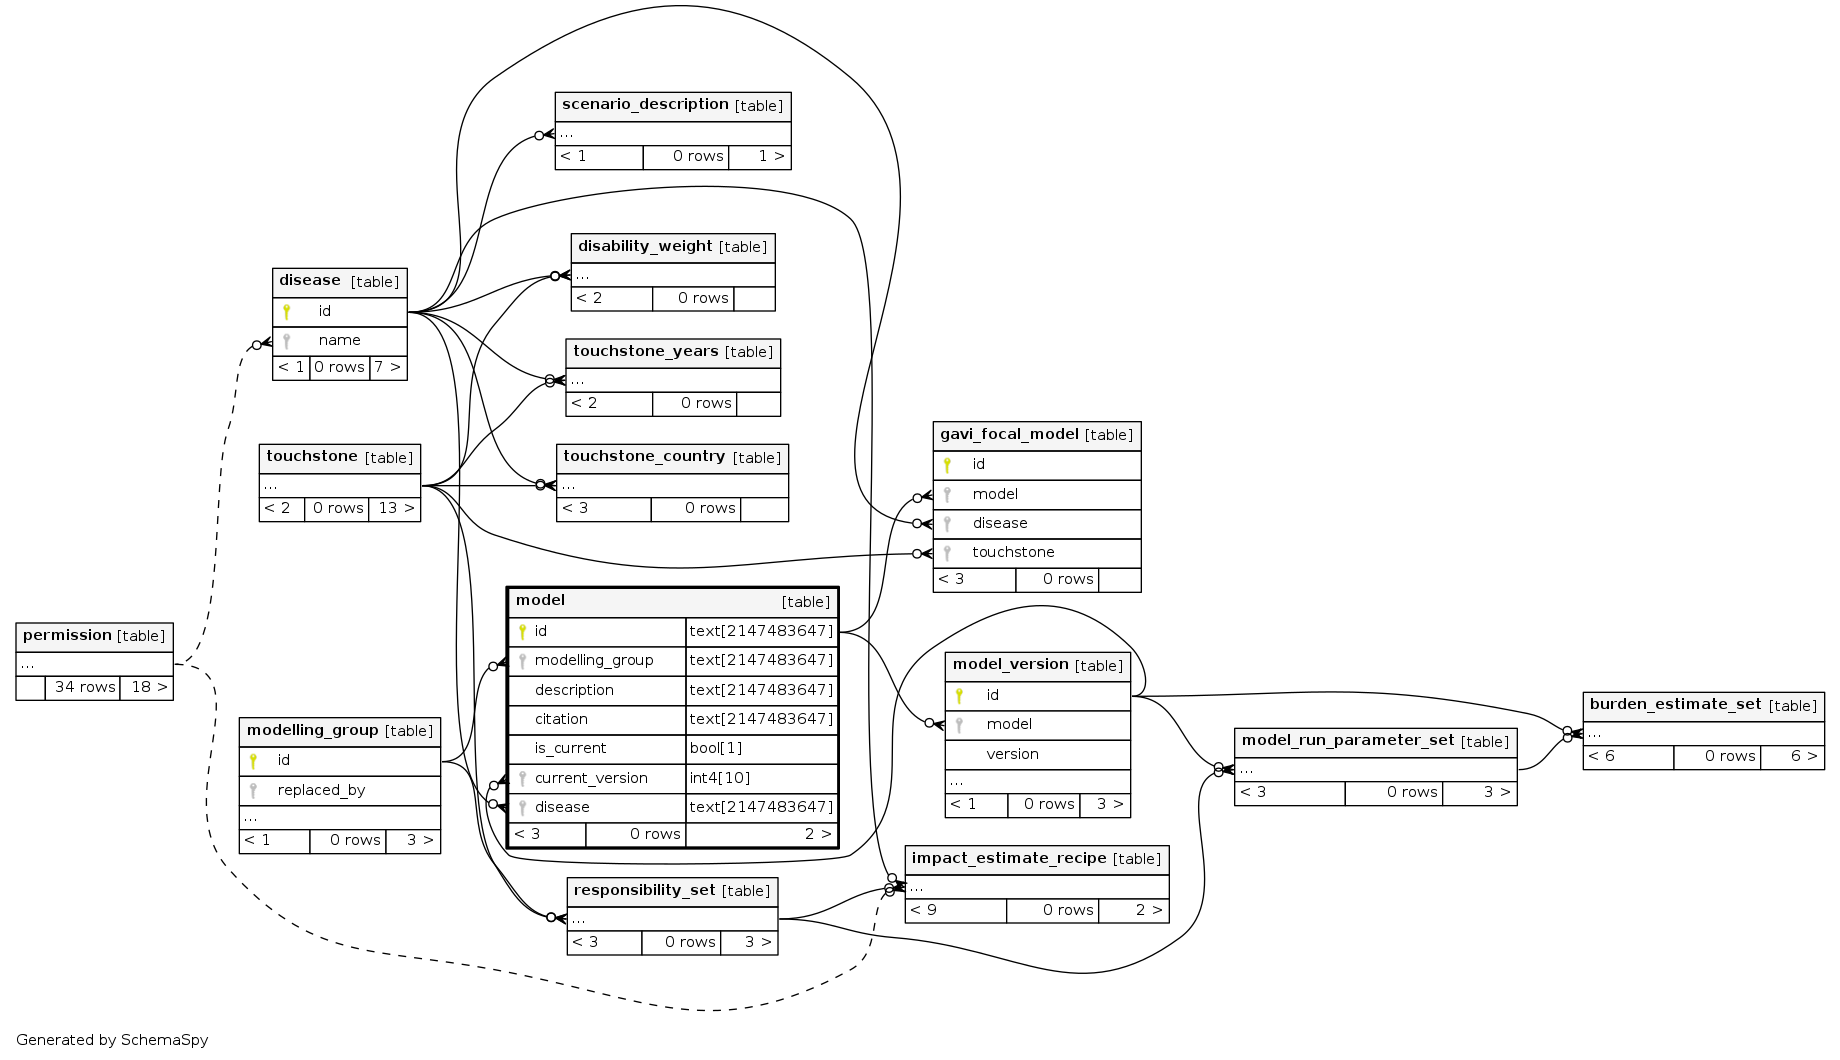 scenario_description [table]
...
< 1 0 rows 1 >
disability_weight [table]
...
< 2 0 rows
disease [table]
id
name
< 1 0 rows 7 >
touchstone_years [table]
...
< 2 0 rows
touchstone [table]
...
< 2 0 rows 13 >
touchstone_country [table]
...
< 3 0 rows
gavi_focal_model [table]
id
model
disease
touchstone
< 3 0 rows
model [table]
id text[2147483647]
modelling_group text[2147483647]
description text[2147483647]
citation text[2147483647]
is_current bool[1]
current_version int4[10]
disease text[2147483647]
< 3 0 rows 2 >
permission [table]
...
34 rows 18 >
modelling_group [table]
id
replaced_by
...
< 1 0 rows 3 >
model_version [table]
id
model
version
...
< 1 0 rows 3 >
model_run_parameter_set [table]
...
< 3 0 rows 3 >
burden_estimate_set [table]
...
< 6 0 rows 6 >
impact_estimate_recipe [table]
...
< 9 0 rows 2 >
responsibility_set [table]
...
< 3 0 rows 3 >
Generated by SchemaSpy